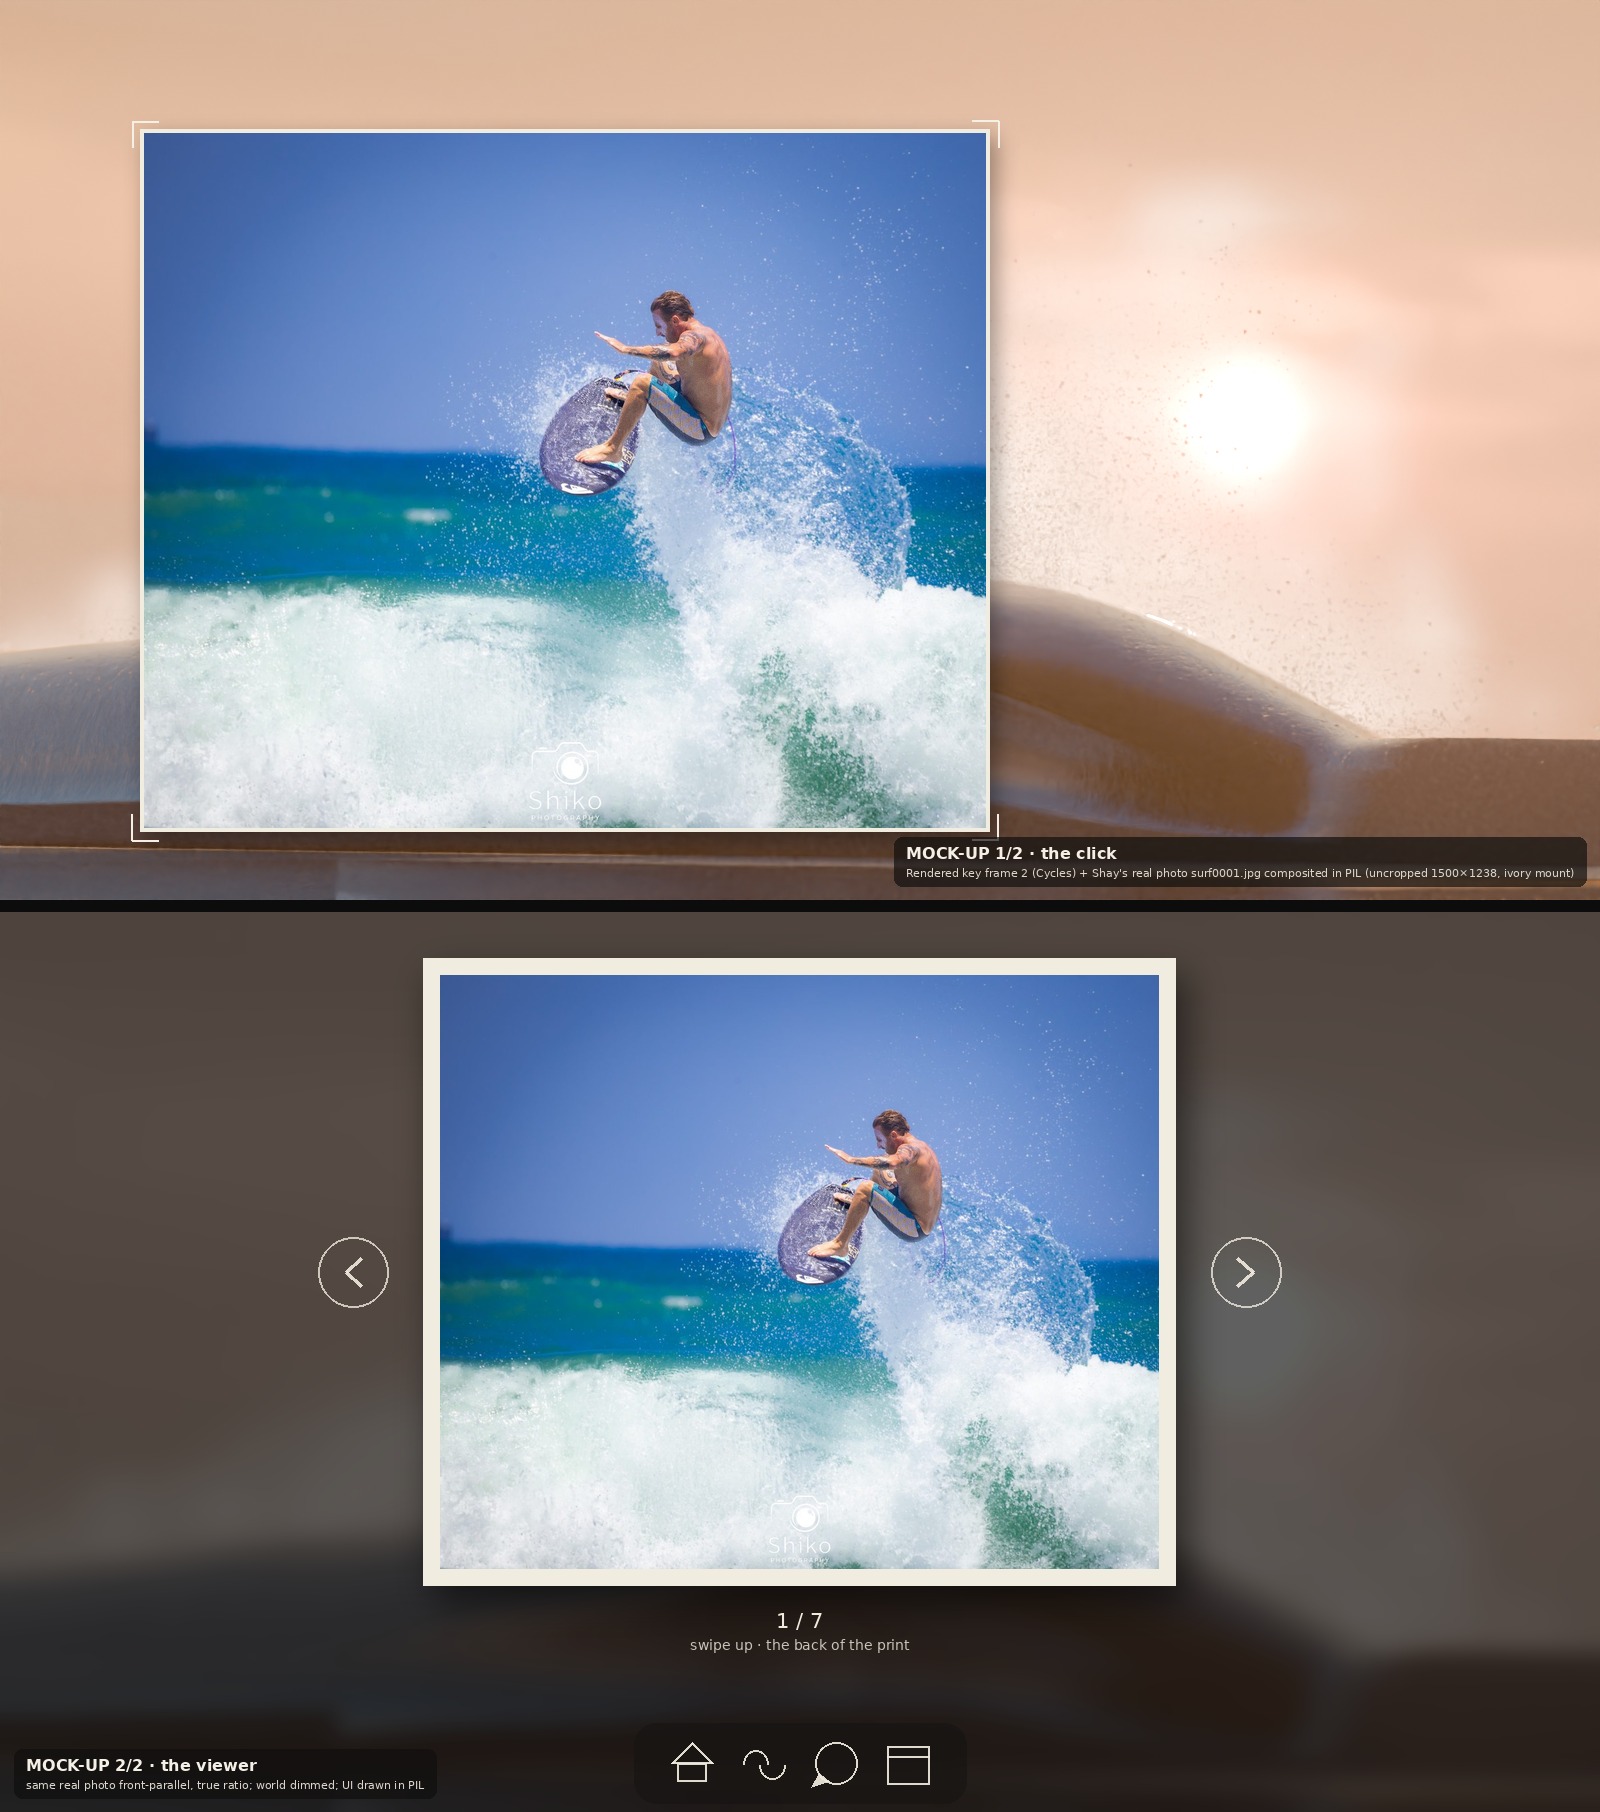 Shiko
PHOTOGRAPHY
MOCK-UP 1/2 · the click
Rendered key frame 2 (Cycles) + Shay's real photo surf0001.jpg composited in PIL (uncropped 1500×1238, ivory mount)
Shiko
PHOTOGRAPHY
1 / 7
swipe up · the back of the print
MOCK-UP 2/2 · the viewer
same real photo front-parallel, true ratio; world dimmed; UI drawn in PIL